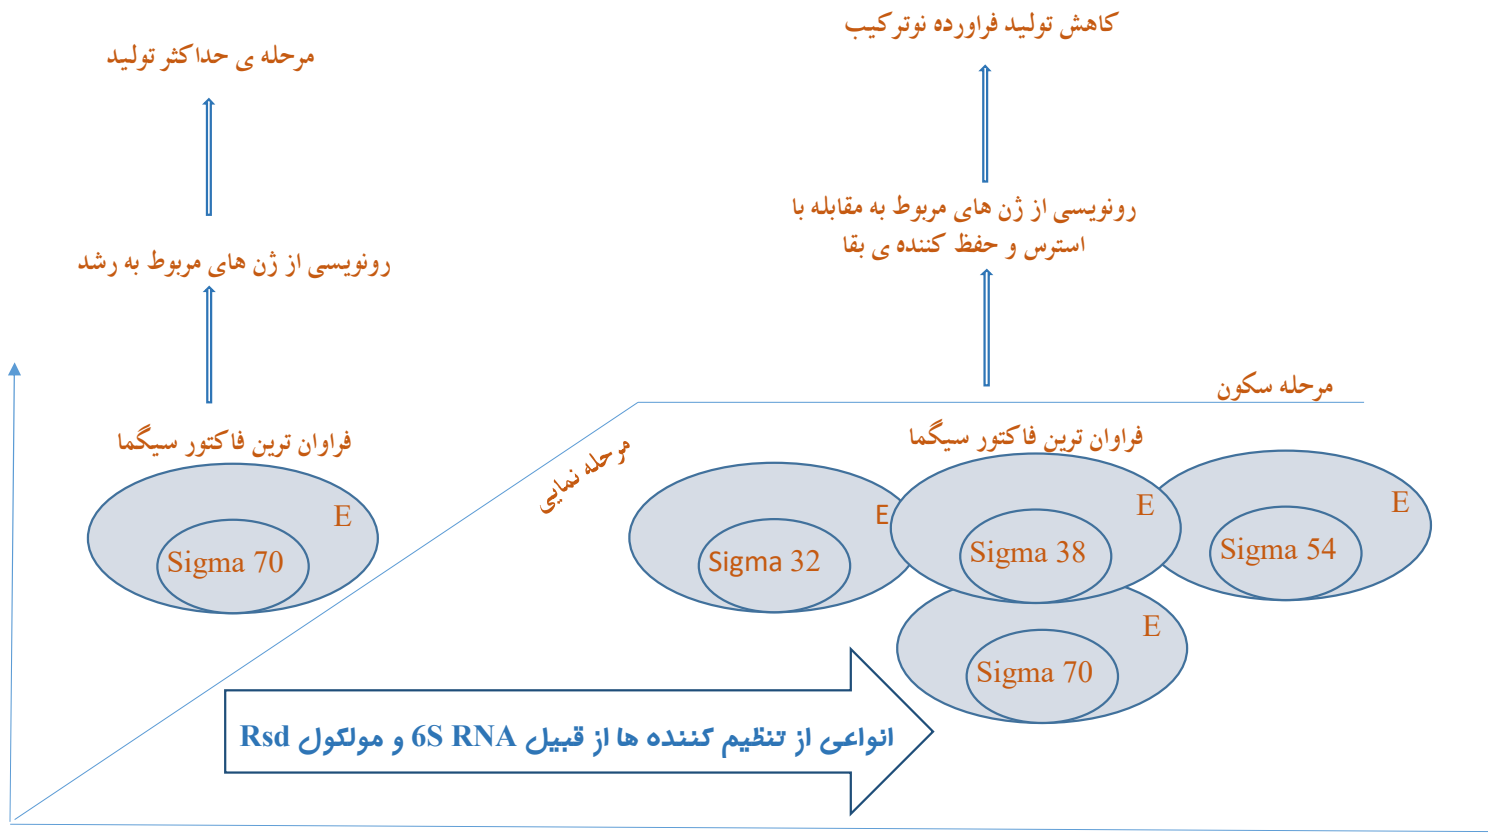 کاهش تولید فراورده نوترکیب
مرحله ی حداکثر تولید
رونویسی از ژن های مربوط به مقابله با
استرس و حفظ کننده ی بقا
رونویسی از ژن های مربوط به رشد
مرحله سکون
فراوان ترین فاکتور سیگما
فراوان ترین فاکتور سیگما
مرحله نمایی
E
Sigma 70
E
Sigma 32
E
Sigma 38
E
Sigma 54
E
Sigma 70
انواعی از تنظیم کننده ها از قبیل 6S RNA و مولکول Rsd